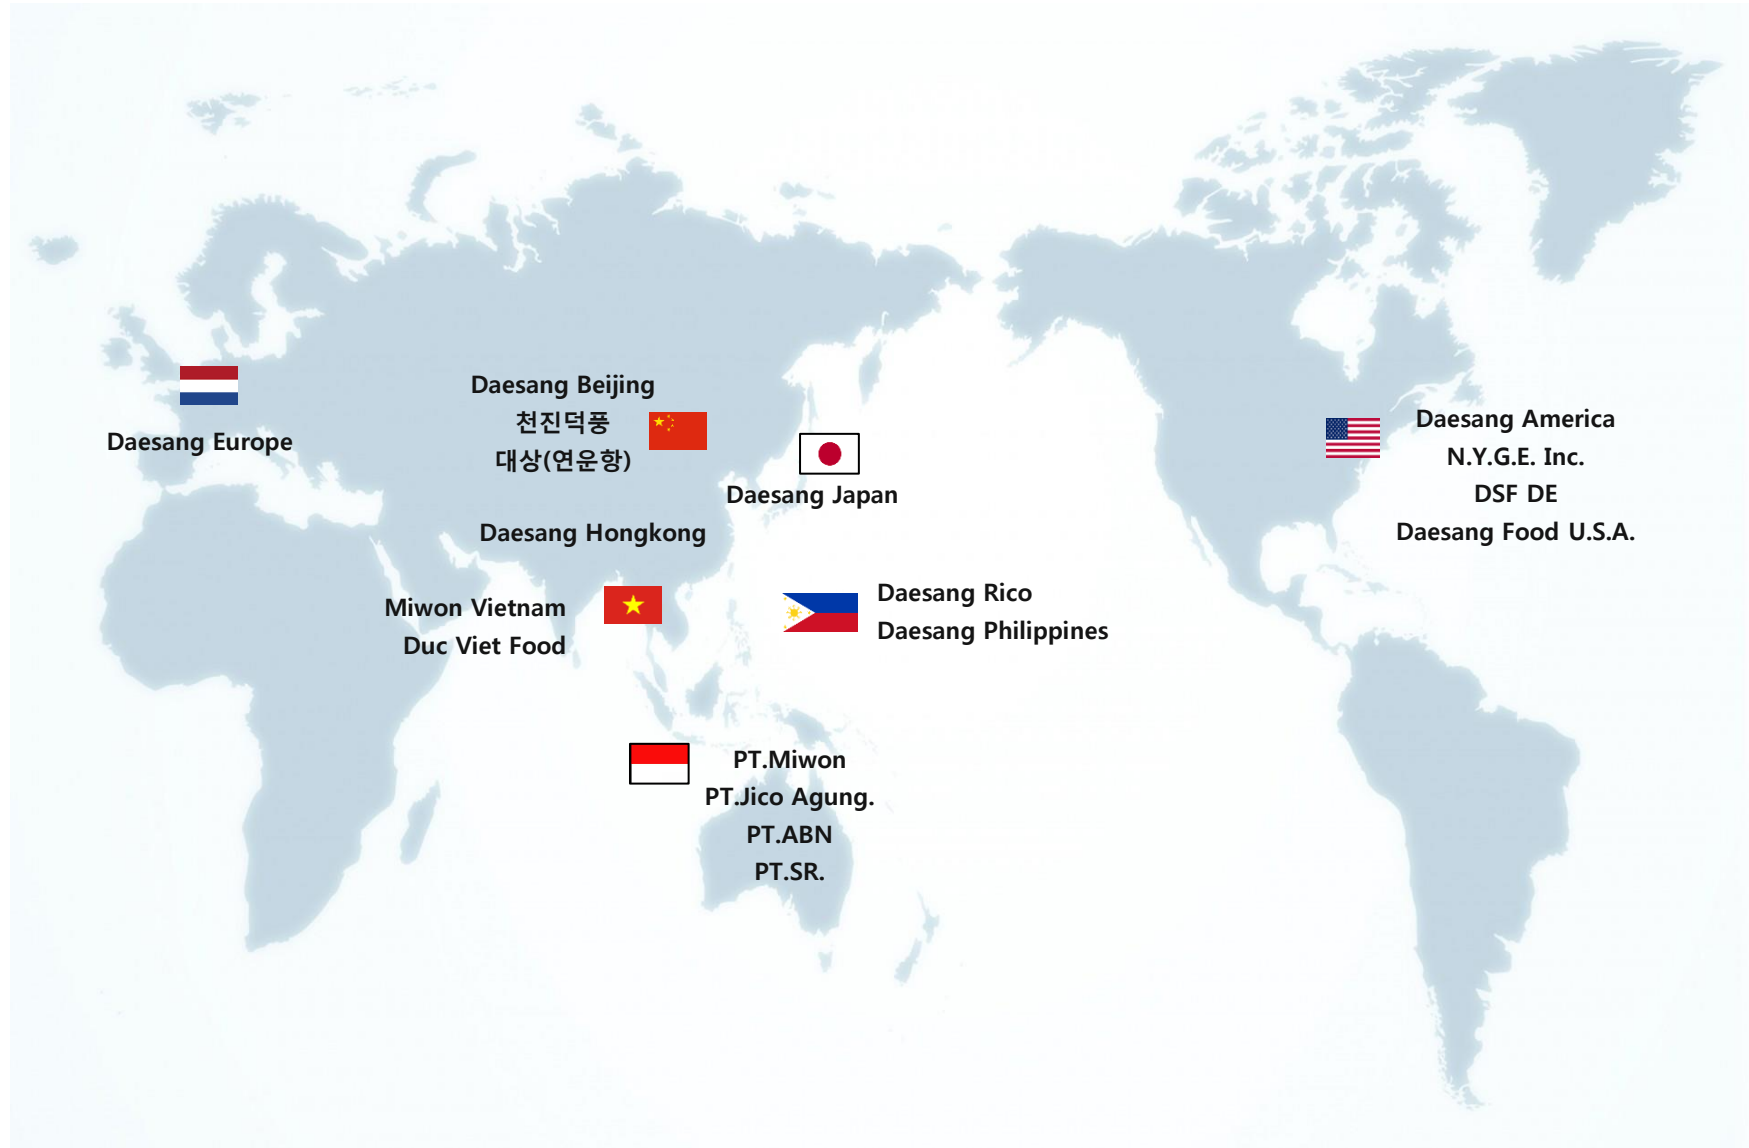 Daesang Europe
Daesang Beijing
천진덕풍
대상(연운항)
Daesang Hongkong
Daesang Japan
Miwon Vietnam
Duc Viet Food
Daesang Rico
Daesang Philippines
PT.Miwon
PT.Jico Agung.
PT.ABN
PT.SR.
Daesang America
N.Y.G.E. Inc.
DSF DE
Daesang Food U.S.A.